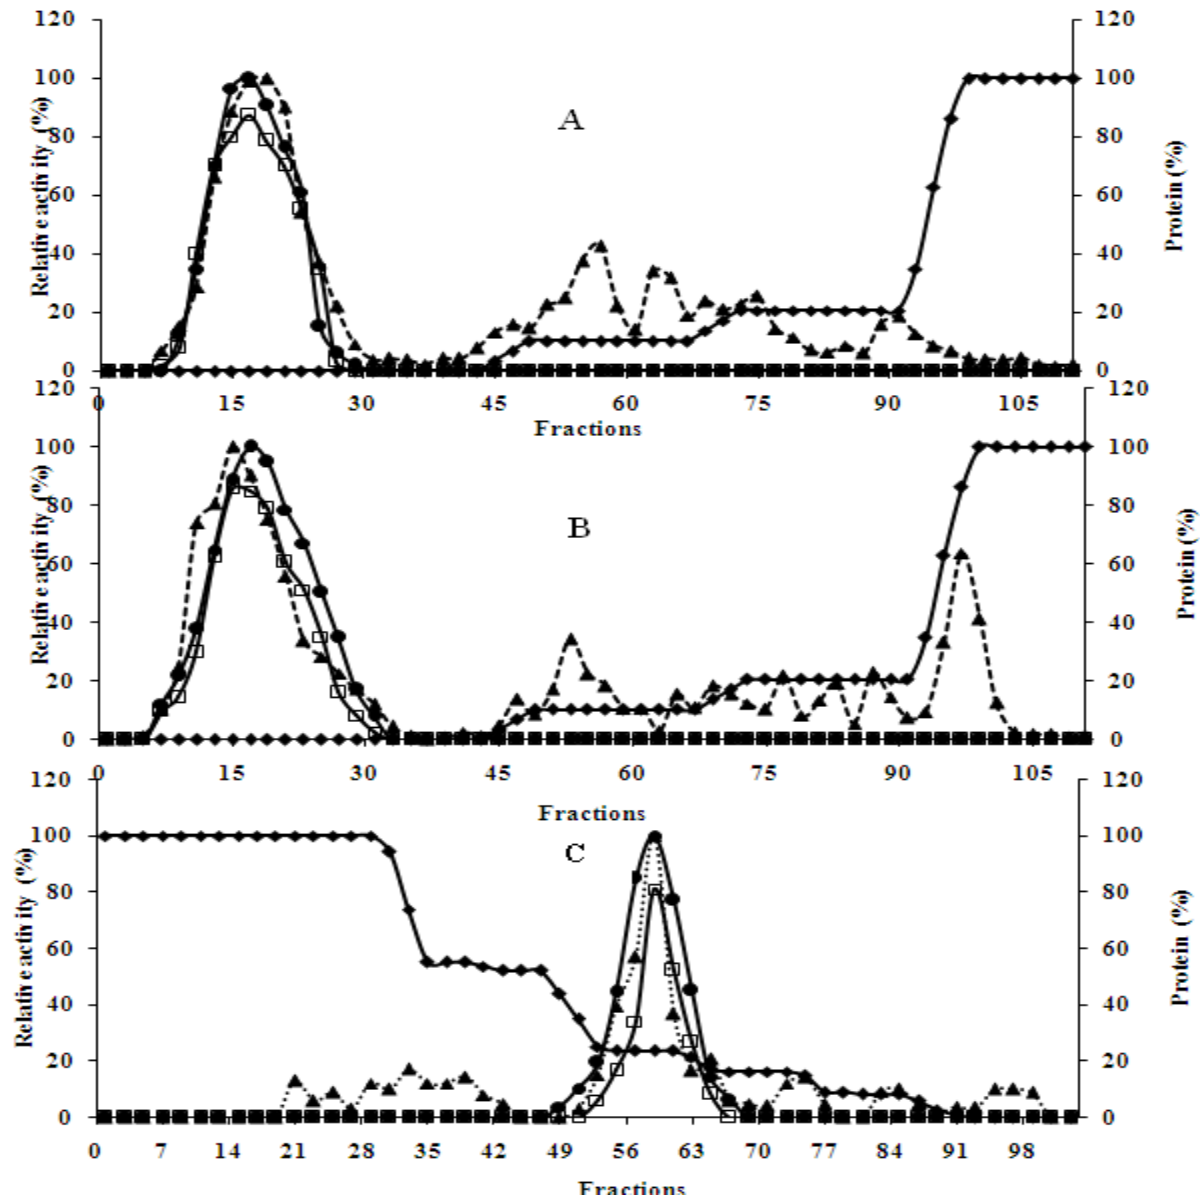 120 120
100 100
A
80 80
60 60
40 40
20 20
0 0
Relative activity (%)
Protein (%)
0 15 30 45 60 75 90 105
Fractions
120 120
100 100
80 80
B
60 60
40 40
20 20
0 0
Relative activity (%)
Protein (%)
0 15 30 45 60 75 90 105
Fractions
120 120
100 100
C
80 80
60 60
40 40
20 20
0 0
Relative activity (%)
Protein (%)
0 7 14 21 28 35 42 49 56 63 70 77 84 91 98
Fractions